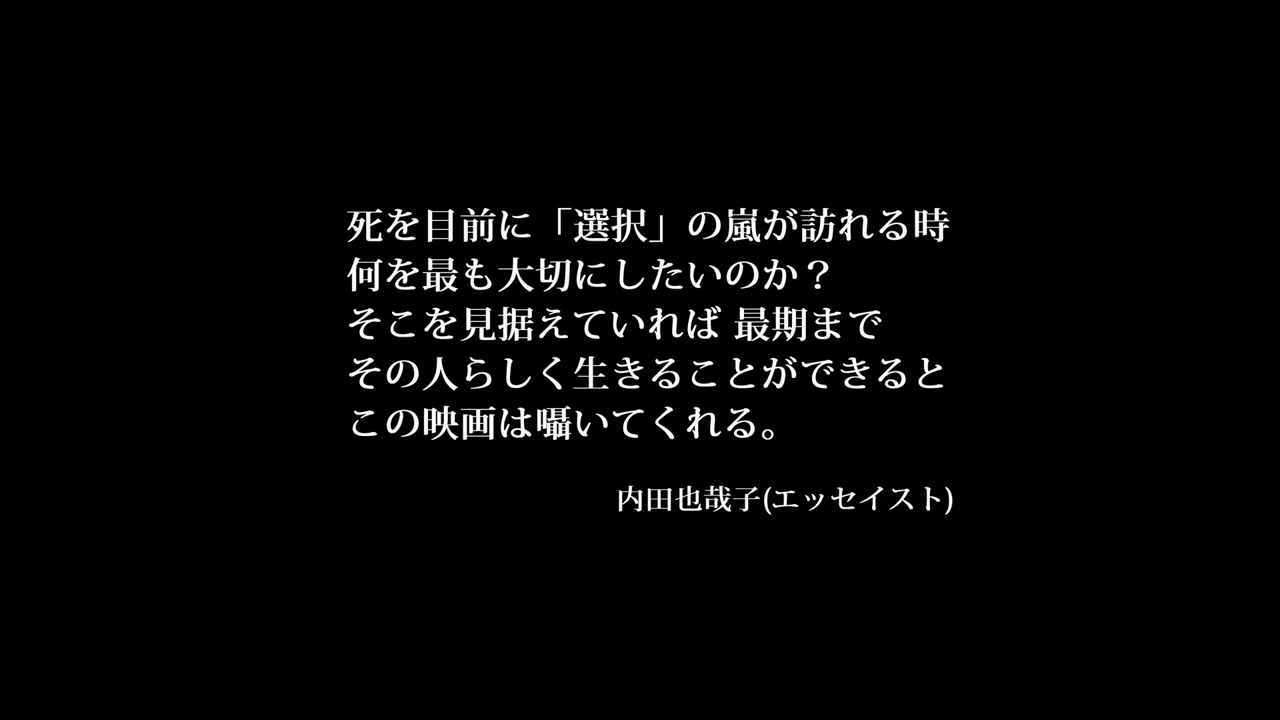 死を目前に「選択」の嵐が訪れる時
何を最も大切にしたいのか？
そこを見据えていれば 最期まで
その人らしく生きることができると
この映画は囁いてくれる。
内田也哉子(エッセイスト)